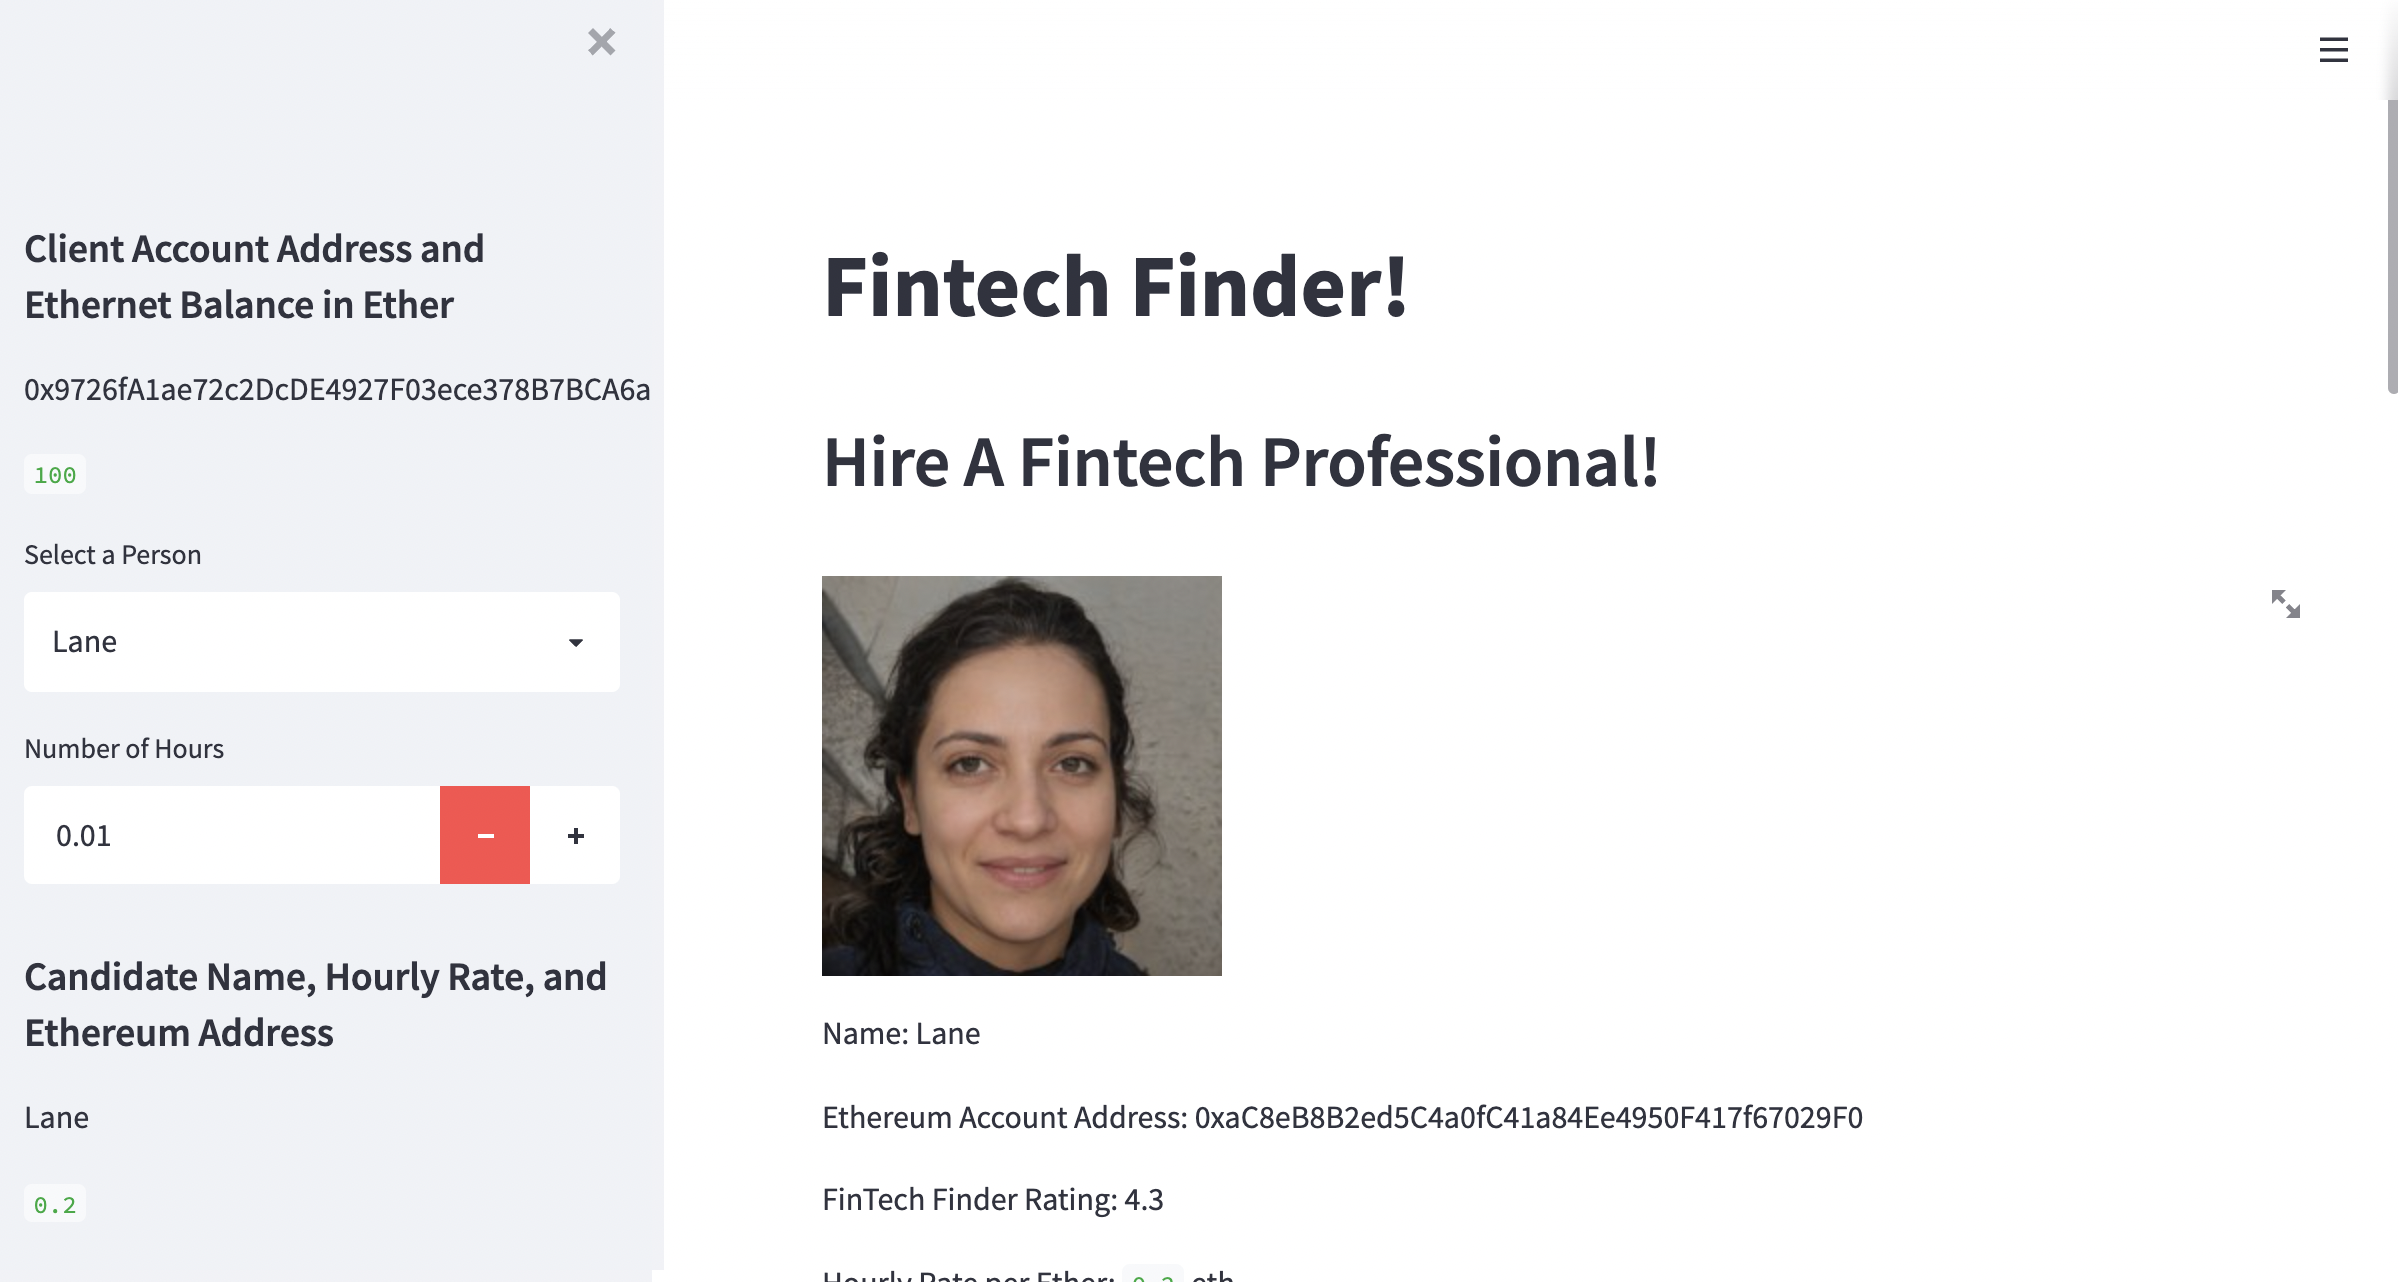 Client Account Address and
Ethernet Balance in Ether
0x9726fA1ae72c2DcDE4927F03ece378B7BCA6a
100
Select a Person
Lane
Number of Hours
0.01
Candidate Name, Hourly Rate, and
Ethereum Address
Lane
0.2
Fintech Finder!
Hire A Fintech Professional!
Name: Lane
Ethereum Account Address: 0xaC8eB8B2ed5C4a0fC41a84Ee4950F417f67029F0
FinTech Finder Rating: 4.3
Hourly Rate per Ether: 0.2 eth